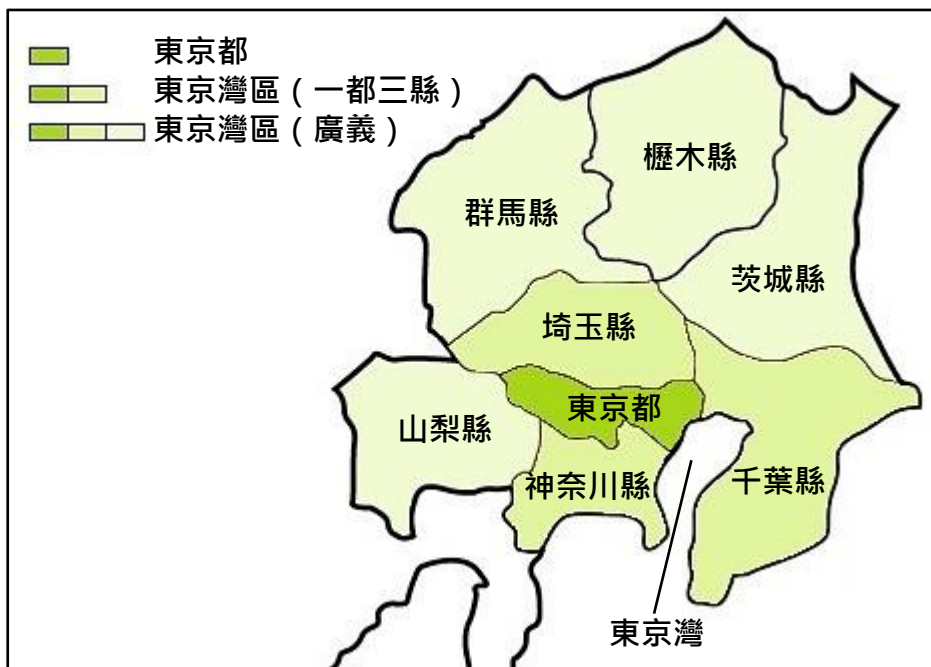 東京都
東京灣區（一都三縣）
東京灣區（廣義）
櫪木縣
群馬縣
茨城縣
埼玉縣
東京都
山梨縣
神奈川縣
千葉縣
東京灣